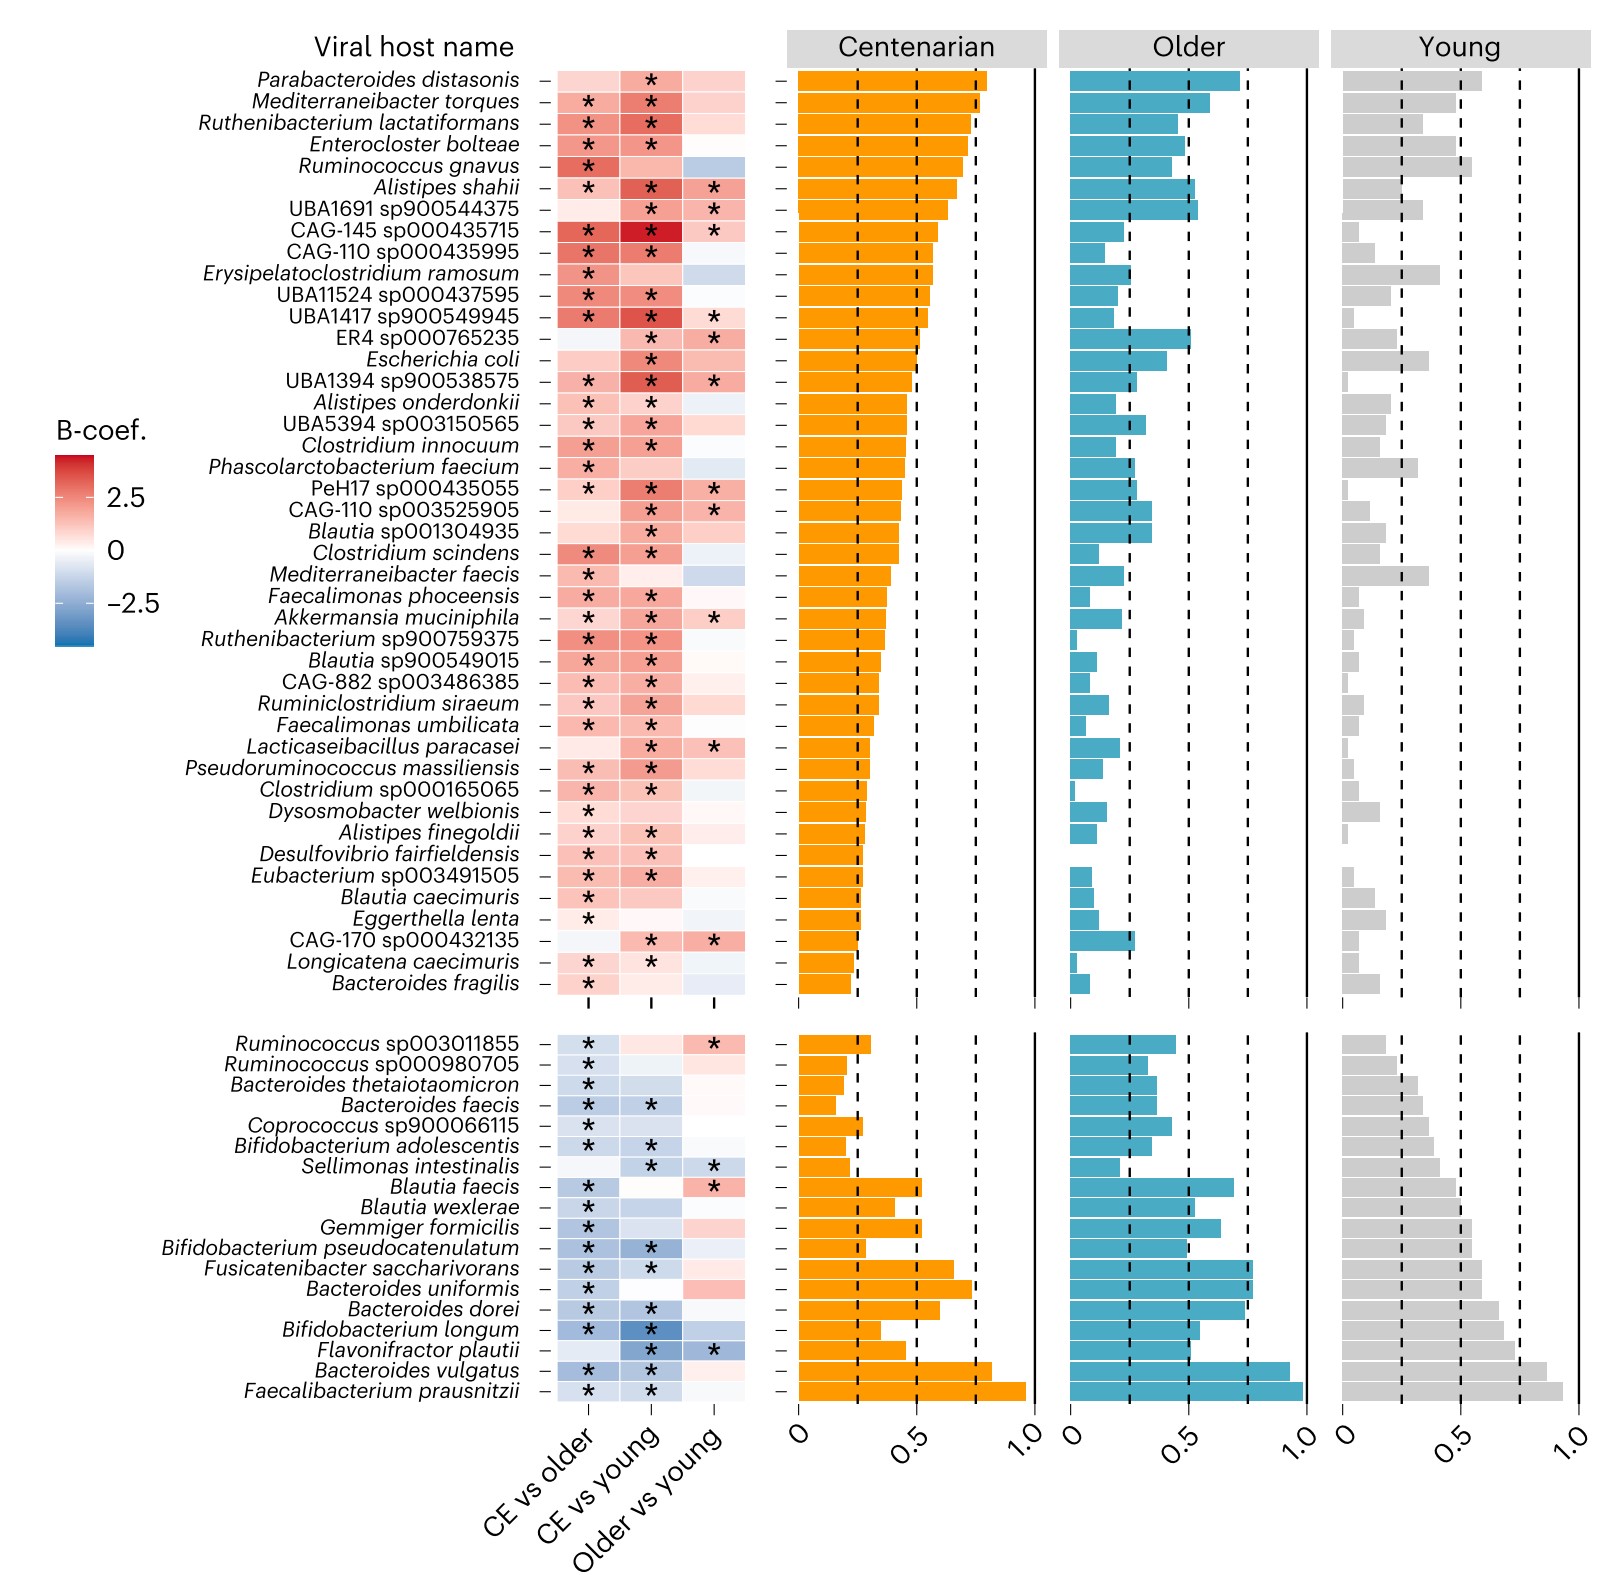 Viral host name
Centenarian
Older
Young
Parabacteroides distasonis *
Mediterraneibacter torques * *
Ruthenibacterium lactatiformans * *
Enterocloster bolteae * *
Ruminococcus gnavus *
Alistipes shahii * * *
UBA1691 sp900544375 * *
CAG-145 sp000435715 * * *
CAG-110 sp000435995 * *
Erysipelatoclostridium ramosum *
UBA11524 sp000437595 * *
UBA1417 sp900549945 * * *
ER4 sp000765235 * *
Escherichia coli *
UBA1394 sp900538575 * * *
Alistipes onderdonkii * *
UBA5394 sp003150565 * *
Clostridium innocuum * *
Phascolarctobacterium faecium *
PeH17 sp000435055 * * *
CAG-110 sp003525905 * *
Blautia sp001304935 *
Clostridium scindens * *
Mediterraneibacter faecis *
Faecalimonas phoceensis * *
Akkermansia muciniphila * * *
Ruthenibacterium sp900759375 * *
Blautia sp900549015 * *
CAG-882 sp003486385 * *
Ruminiclostridium siraeum * *
Faecalimonas umbilicata * *
Lacticaseibacillus paracasei * *
Pseudoruminococcus massiliensis * *
Clostridium sp000165065 * *
Dysosmobacter welbionis *
Alistipes finegoldii * *
Desulfovibrio fairfieldensis * *
Eubacterium sp003491505 * *
Blautia caecimuris *
Eggerthella lenta *
CAG-170 sp000432135 * *
Longicatena caecimuris * *
Bacteroides fragilis *
Ruminococcus sp003011855 * *
Ruminococcus sp000980705 *
Bacteroides thetaiotaomicron *
Bacteroides faecis * *
Coprococcus sp900066115 *
Bifidobacterium adolescentis * *
Sellimonas intestinalis * *
Blautia faecis * *
Blautia wexlerae *
Gemmiger formicilis *
Bifidobacterium pseudocatenulatum * *
Fusicatenibacter saccharivorans * *
Bacteroides uniformis *
Bacteroides dorei * *
Bifidobacterium longum * *
Flavonifractor plautii * *
Bacteroides vulgatus * *
Faecalibacterium prausnitzii * *
B-coef.
2.5
0
−2.5
CE vs older
CE vs young
Older vs young
0 0.5 1.0
0 0.5 1.0
0 0.5 1.0